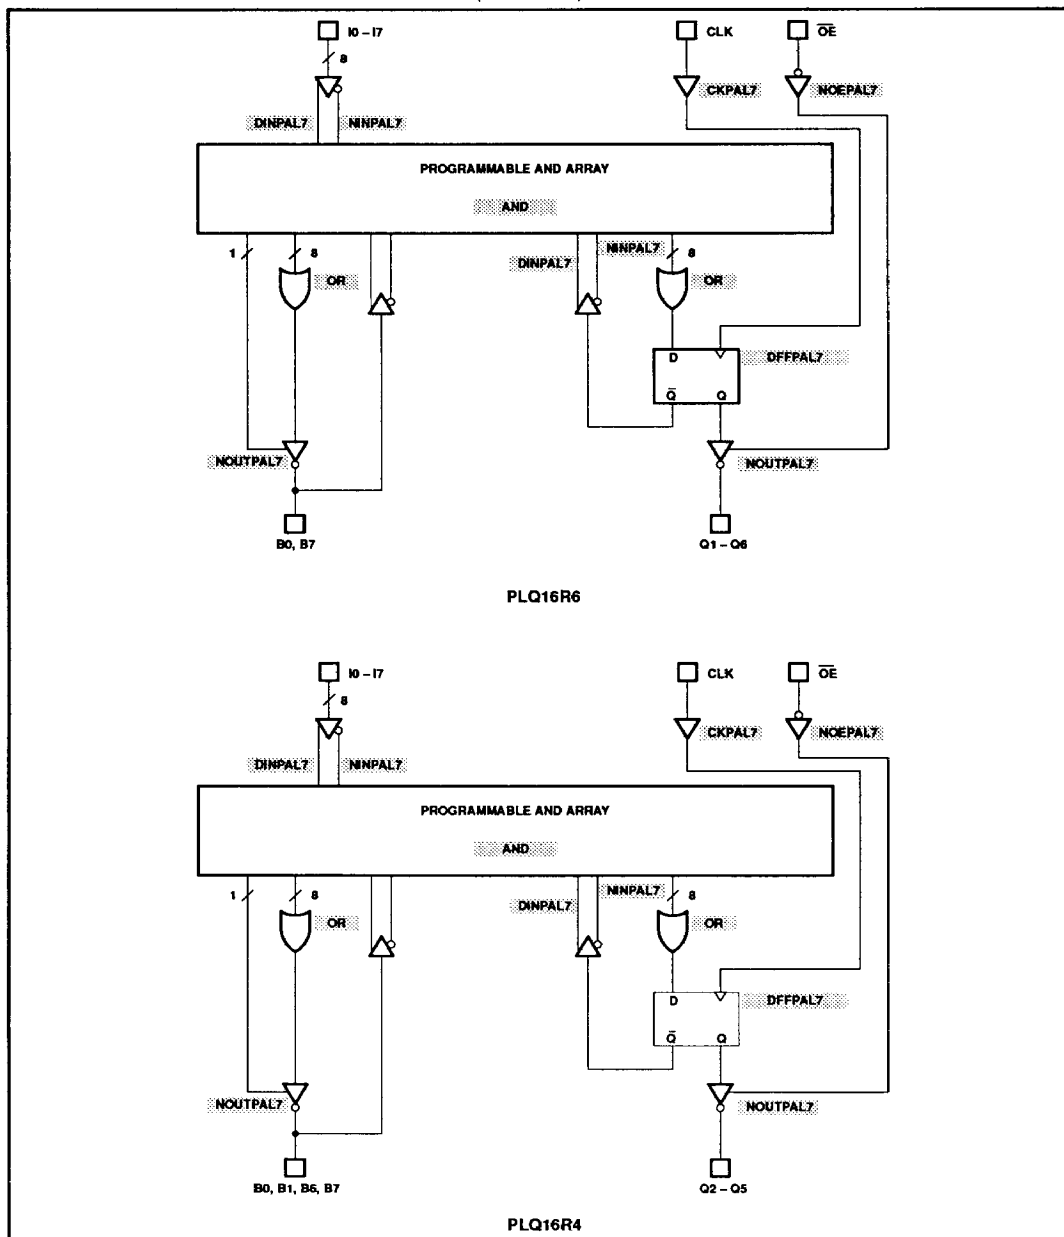 I0 – I7
CLK
OE
8
CKPAL7
NOEPAL7
DINPAL7
NINPAL7
PROGRAMMABLE AND ARRAY
AND
1
8
NINPAL7
8
DINPAL7
OR
OR
D
DFFPAL7
Q
Q
NOUTPAL7
NOUTPAL7
B0, B7
Q1 – Q6
PLQ16R6
I0 – I7
CLK
OE
8
CKPAL7
NOEPAL7
DINPAL7
NINPAL7
PROGRAMMABLE AND ARRAY
AND
1
8
NINPAL7
8
DINPAL7
OR
OR
D
DFFPAL7
Q
Q
NOUTPAL7
NOUTPAL7
B0, B1, B6, B7
Q2 – Q5
PLQ16R4